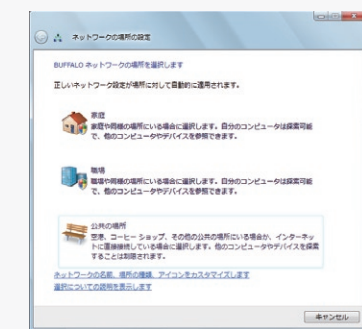 ネットワークの場所の設定
BUFFALO ネットワークの場所を選択します
正しいネットワーク設定が場所に対して自動的に適用されます。
家庭
家庭や同様の場所にいる場合に選択します。自分のコンピュータは探索可能
で、他のコンピュータやデバイスを参照できます。
職場
職場や同様の場所にいる場合に選択します。自分のコンピュータは探索可能
で、他のコンピュータやデバイスを参照できます。
公共の場所
空港、コーヒー ショップ、その他の公共の場所にいる場合か、インターネッ
トに直接接続している場合に選択します。他のコンピュータやデバイスを探索
することは制限されます。
ネットワークの名前、場所の種類、アイコンをカスタマイズします
選択についての説明を表示します
キャンセル